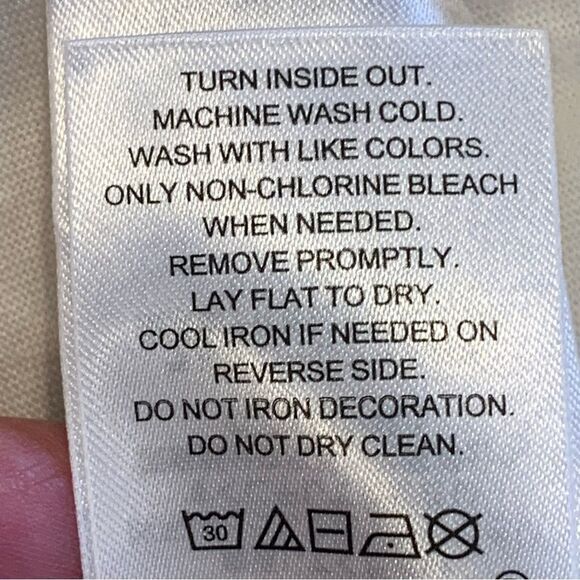 TURN INSIDE OUT.
MACHINE WASH COLD.
WASH WITH LIKE COLORS.
ONLY NON-CHLORINE BLEACH
WHEN NEEDED.
REMOVE PROMPTLY.
LAY FLAT TO DRY.
COOL IRON IF NEEDED ON
REVERSE SIDE.
DO NOT IRON DECORATION.
DO NOT DRY CLEAN.
30